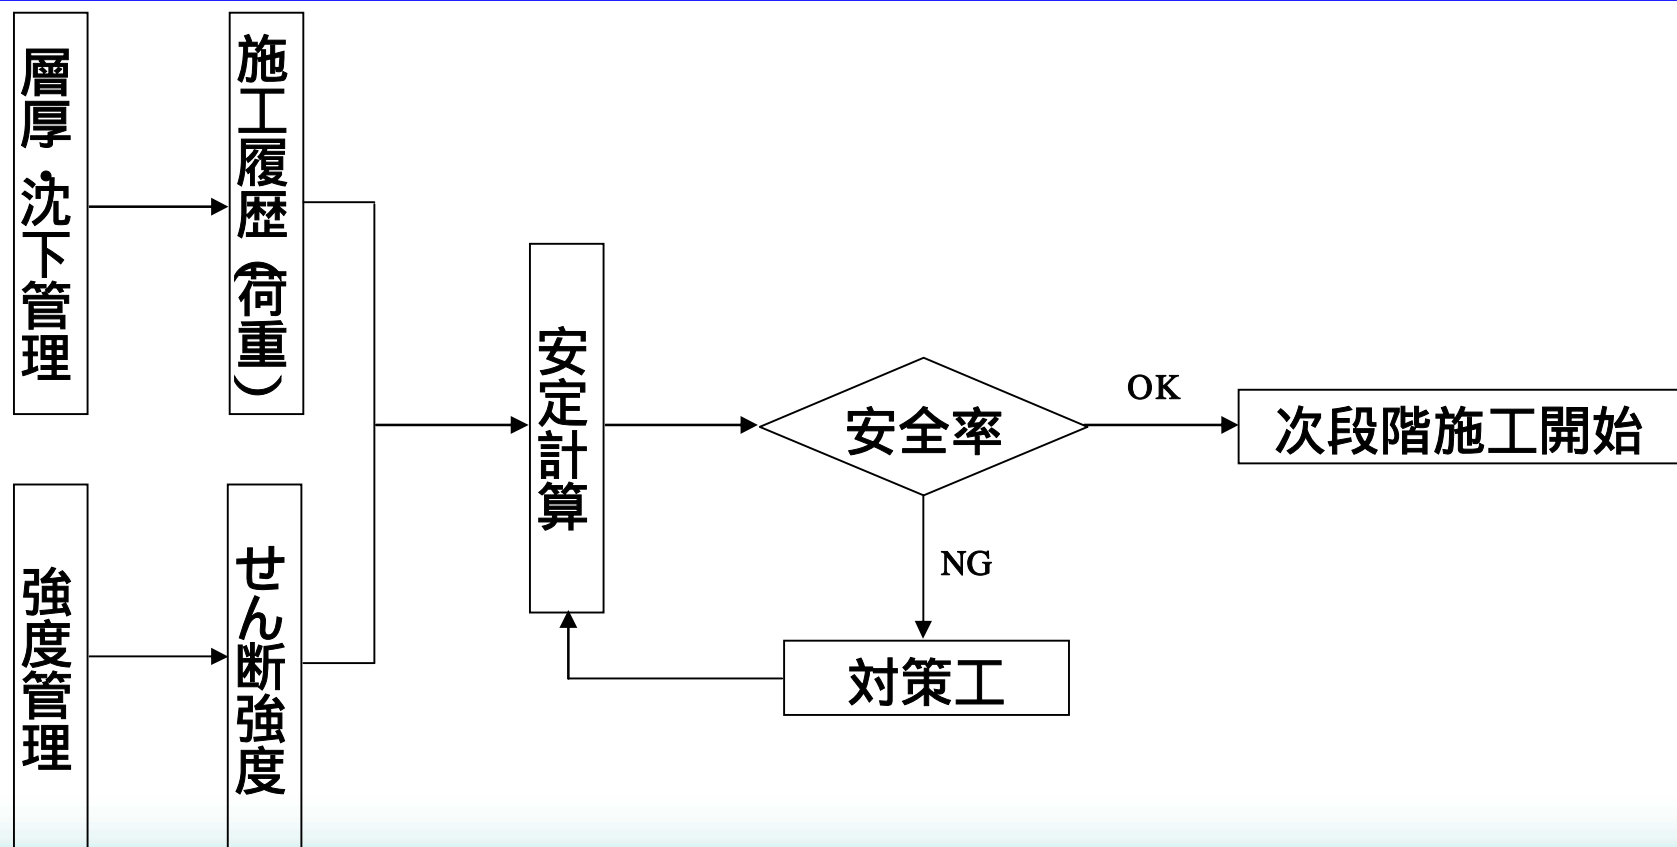 層厚・沈下管理
施工履歴（荷重）
強度管理
せん断強度
安定計算
安全率
OK
次段階施工開始
NG
対策工